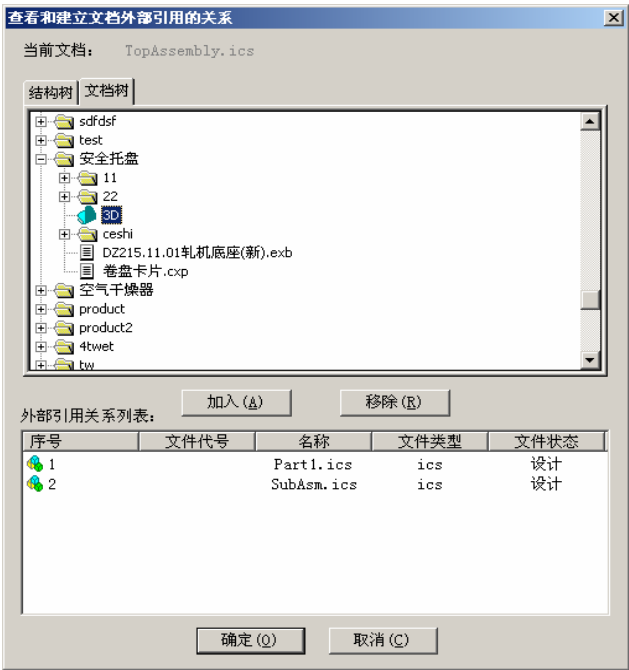 查看和建立文档外部引用的关系
当前文档： TopAssembly.ics
结构树 文档树
sdfdsf
test
安全托盘
11
22
3D
ceshi
DZ215.11.01轧机底座(新).exb
卷盘卡片.cxp
空气干燥器
product
product2
4twet
tw
加入(A) 移除(R)
外部引用关系列表：
序号 文件代号 名称 文件类型 文件状态
1 Part1.ics ics 设计
2 SubAsm.ics ics 设计
确定(O) 取消(C)